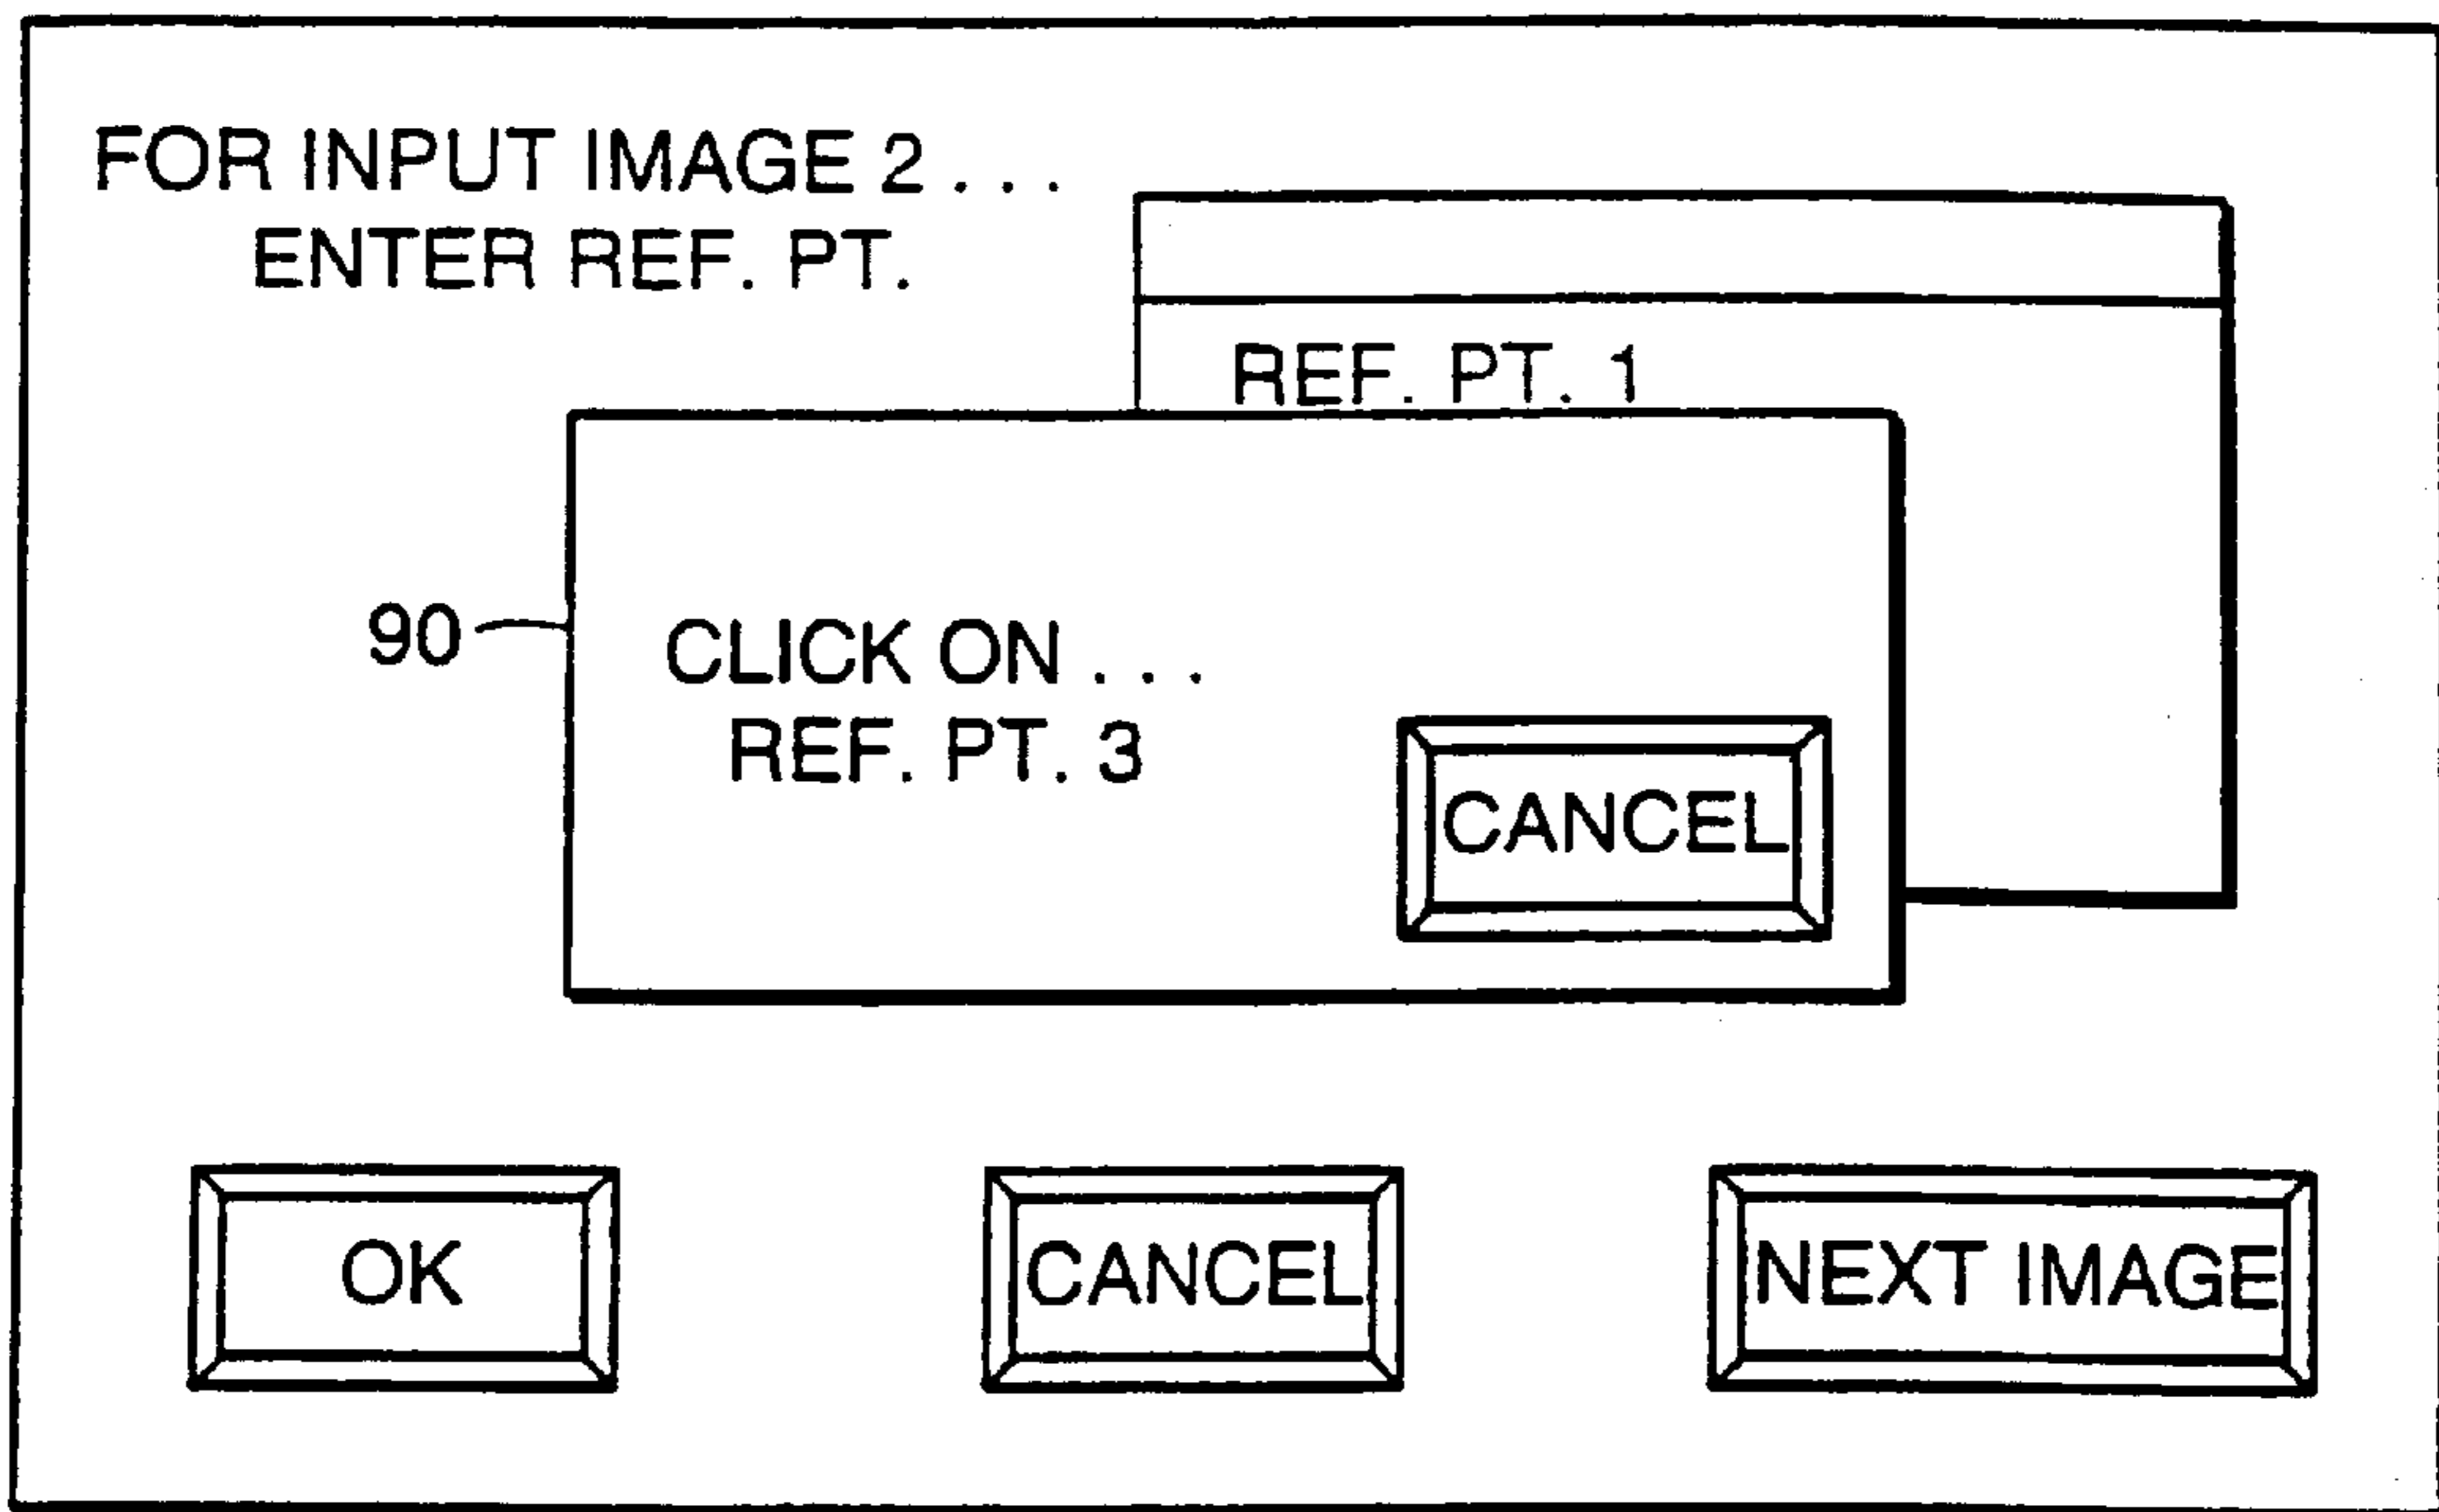 FOR INPUT IMAGE 2 . . .
ENTER REF. PT.
REF. PT. 1
90
CLICK ON . . .
REF. PT. 3
CANCEL
OK
CANCEL
NEXT IMAGE